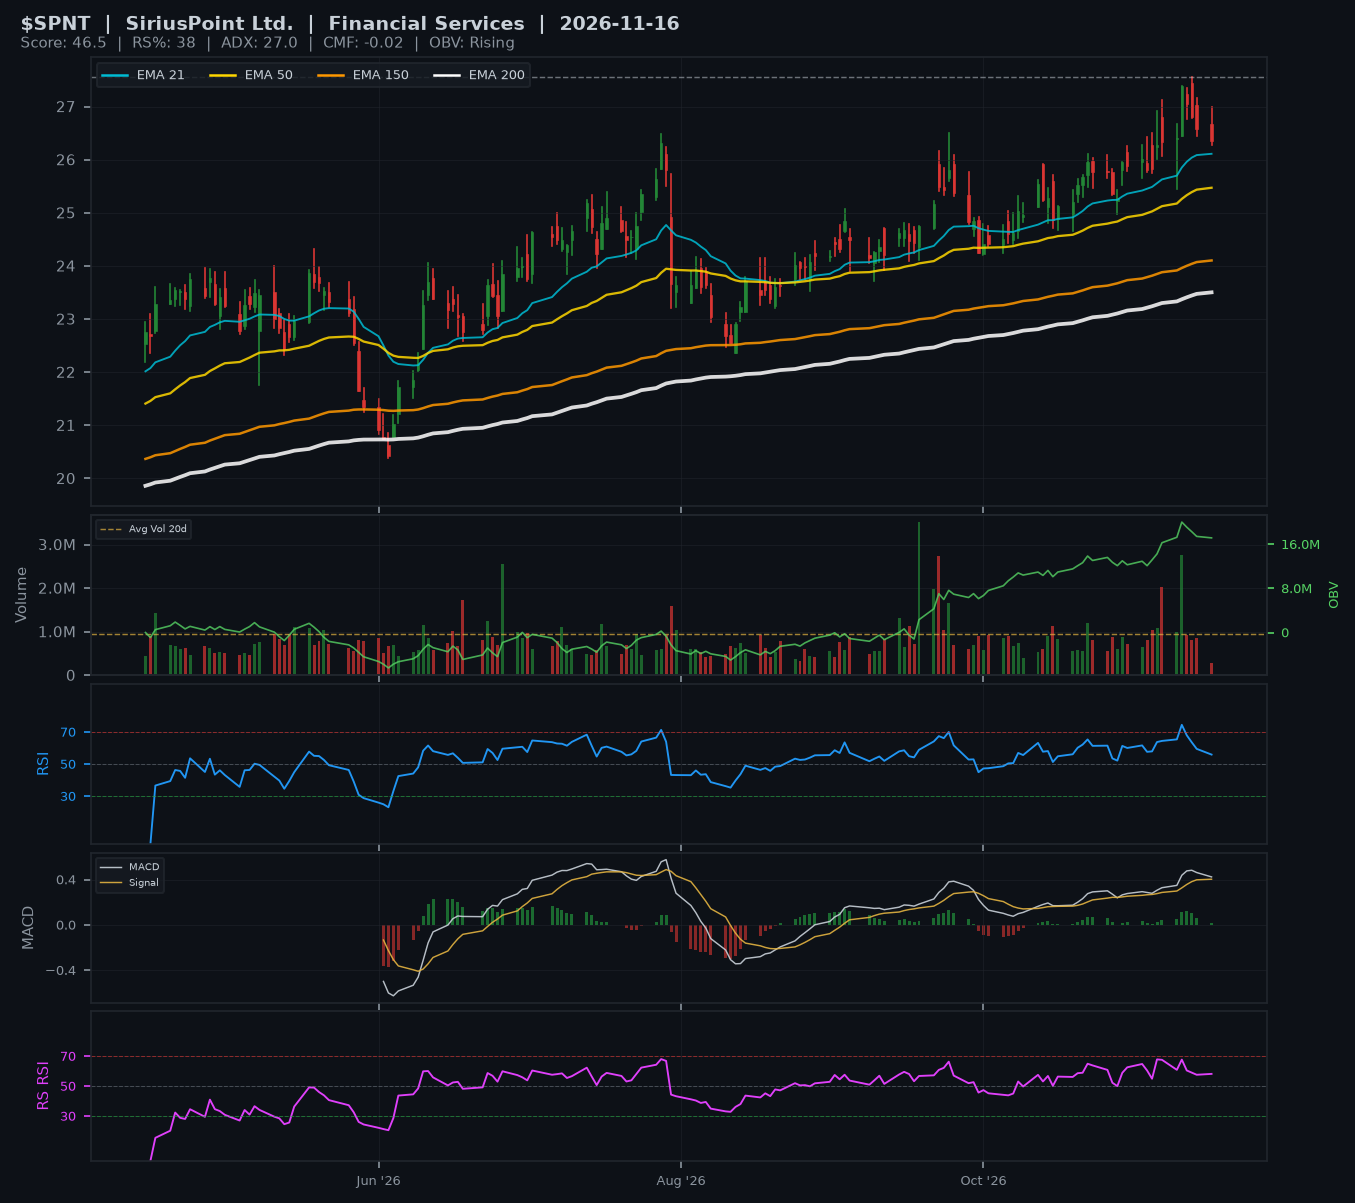 $SPNT | SiriusPoint Ltd. | Financial Services | 2026-11-16
Score: 46.5 | RS%: 38 | ADX: 27.0 | CMF: -0.02 | OBV: Rising
EMA 21 EMA 50 EMA 150 EMA 200
27
26
25
24
23
22
21
20
Avg Vol 20d
3.0M
2.0M
1.0M
0
Volume
16.0M
8.0M
0
OBV
70
50
30
RSI
MACD
Signal
0.4
0.0
−0.4
MACD
70
50
30
RS RSI
Jun '26 Aug '26 Oct '26